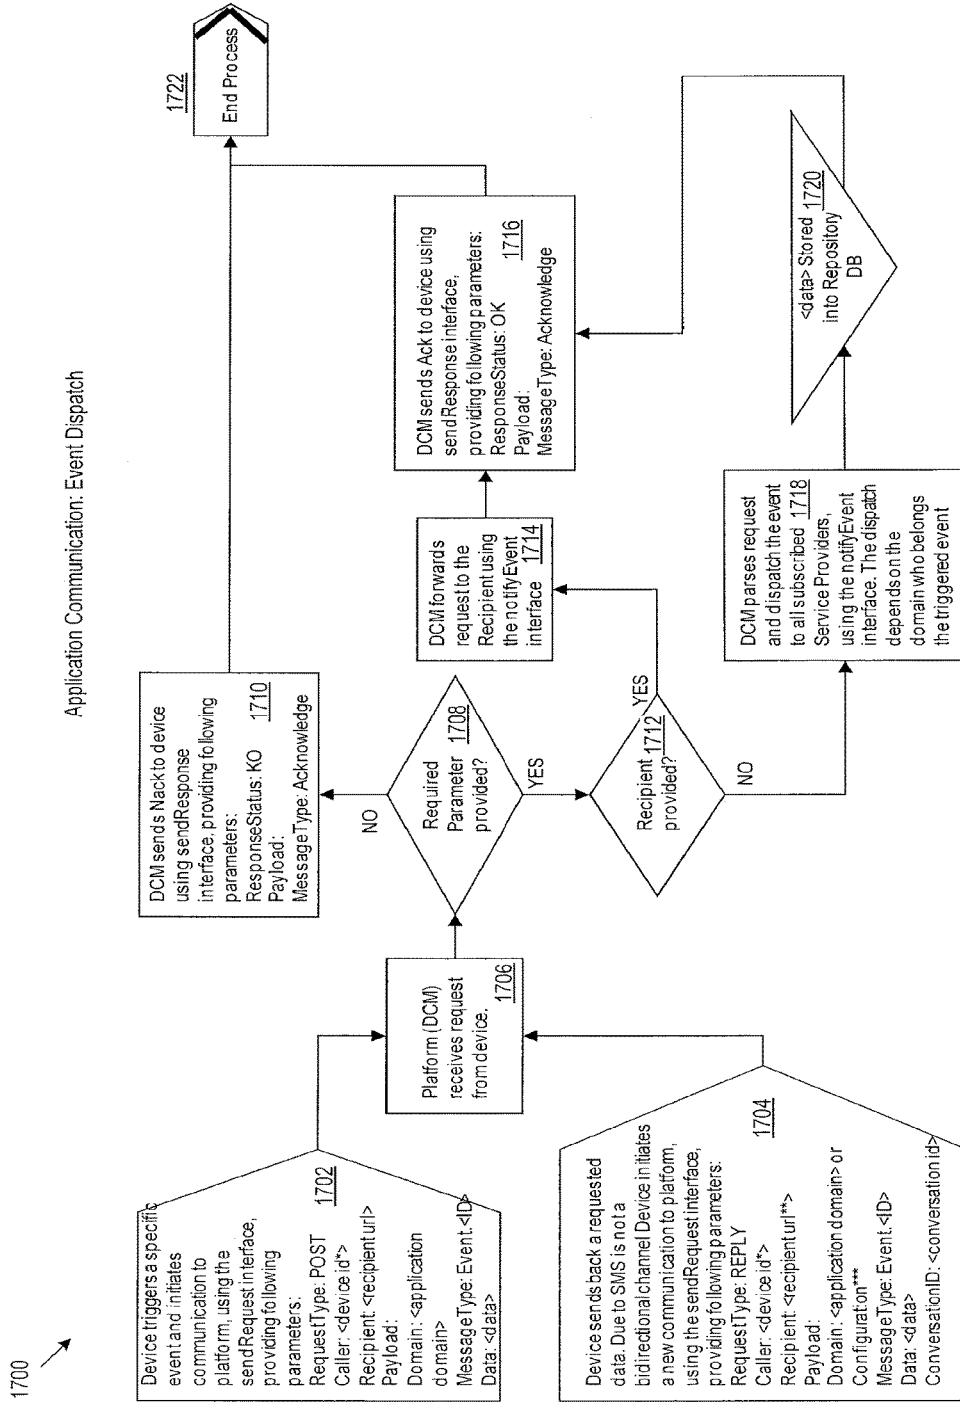 1700
Application Communication: Event Dispatch
Device triggers a specific
event and initiates
communication to
platform, using the
sendRequest interface,
providing following
parameters:
RequestType: POST
Caller: <device id*>
Recipient: <recipient url>
Payload:
Domain: <application
domain>
MessageType: Event.<ID>
Data: <data>
1702
Device sends back a requested
data. Due to SMS is not a
bidirectional channel Device initiates
a new communication to platform,
using the sendRequest interface,
providing following parameters:
RequestType: REPLY
Caller: <device id*>
Recipient: <recipient url**>
Payload:
Domain: <application domain> or
Configuration***
MessageType: Event.<ID>
Data: <data>
ConversationID: <conversation id>
1704
Platform (DCM)
receives request
from device.
1706
Required
Parameter 1708
provided?
NO
YES
DCM sends Nack to device
using sendResponse
interface, providing following
parameters:
ResponseStatus: KO 1710
Payload:
MessageType: Acknowledge
Recipient 1712
provided?
YES
NO
DCM forwards
request to the
Recipient using
the notifyEvent
interface 1714
DCM sends Ack to device using
sendResponse interface,
providing following parameters:
ResponseStatus: OK 1716
Payload:
MessageType: Acknowledge
DCM parses request
and dispatch the event
to all subscribed 1718
Service Providers,
using the notifyEvent
interface. The dispatch
depends on the
domain who belongs
the triggered event
<data> Stored 1720
into Repository
DB
1722
End Process